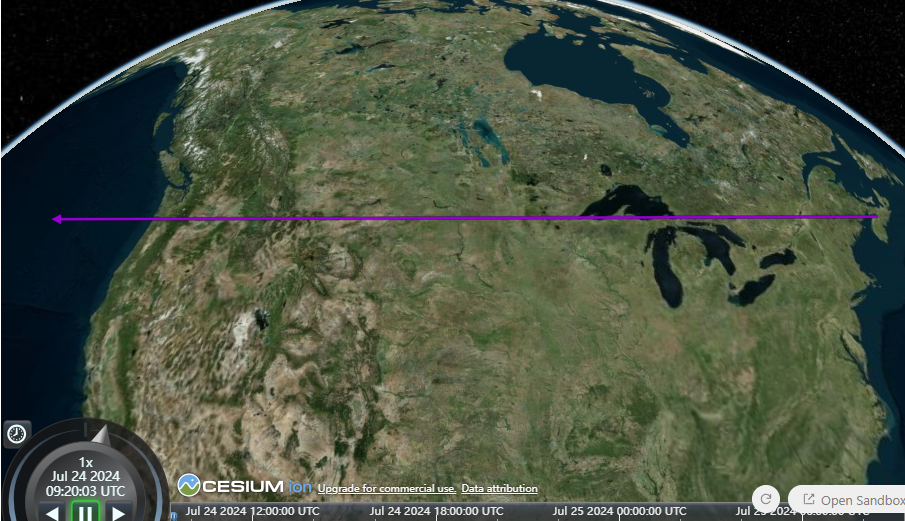 1x
Jul 24 2024
09:20:03 UTC
CESIUM ion Upgrade for commercial use. Data attribution
Open Sandbox
Jul 24 2024 12:00:00 UTC Jul 24 2024 18:00:00 UTC Jul 25 2024 00:00:00 UTC